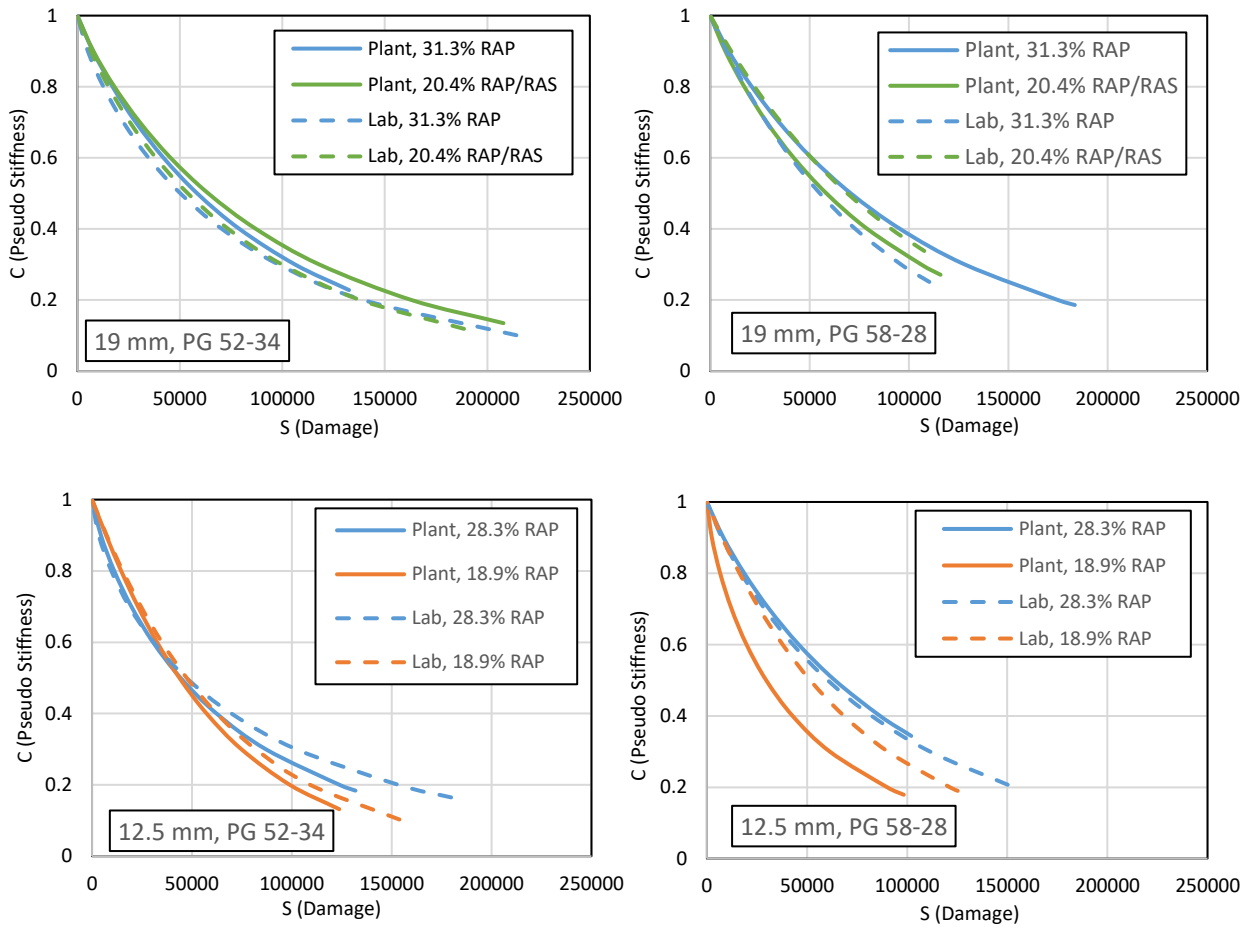 C (Pseudo Stiffness)
1
0.8
0.6
0.4
0.2
0
Plant, 31.3% RAP
Plant, 20.4% RAP/RAS
Lab, 31.3% RAP
Lab, 20.4% RAP/RAS
19 mm, PG 52-34
0 50000 100000 150000 200000 250000
S (Damage)
C (Pseudo Stiffness)
1
0.8
0.6
0.4
0.2
0
Plant, 31.3% RAP
Plant, 20.4% RAP/RAS
Lab, 31.3% RAP
Lab, 20.4% RAP/RAS
19 mm, PG 58-28
0 50000 100000 150000 200000 250000
S (Damage)
C (Pseudo Stiffness)
1
0.8
0.6
0.4
0.2
0
Plant, 28.3% RAP
Plant, 18.9% RAP
Lab, 28.3% RAP
Lab, 18.9% RAP
12.5 mm, PG 52-34
0 50000 100000 150000 200000 250000
S (Damage)
C (Pseudo Stiffness)
1
0.8
0.6
0.4
0.2
0
Plant, 28.3% RAP
Plant, 18.9% RAP
Lab, 28.3% RAP
Lab, 18.9% RAP
12.5 mm, PG 58-28
0 50000 100000 150000 200000 250000
S (Damage)